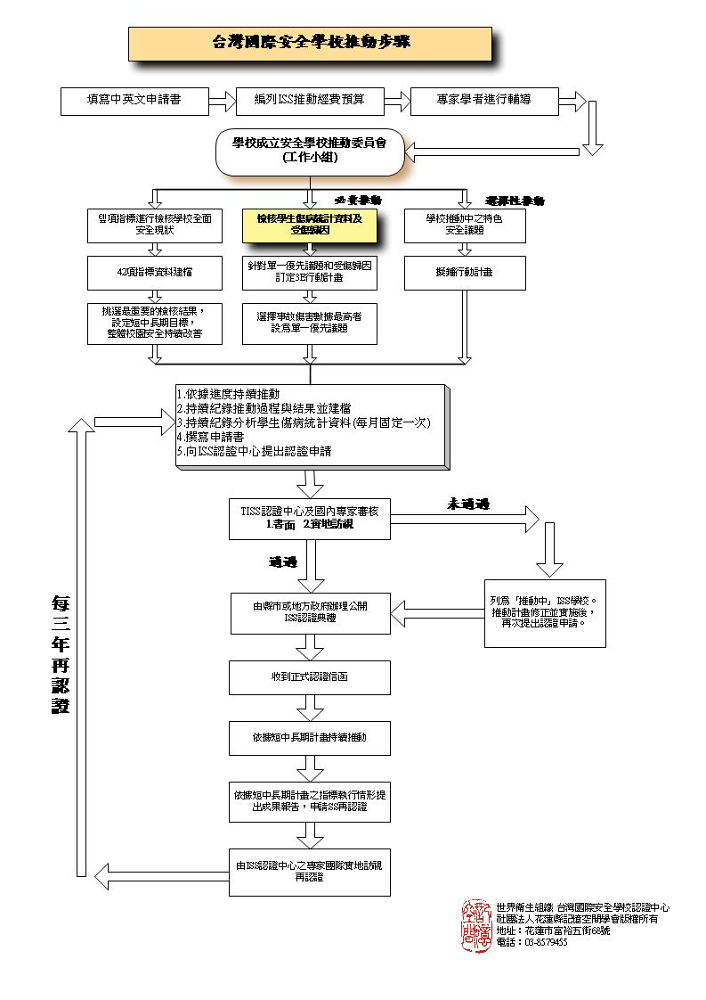 台灣國際安全學校推動步驟
填寫中英文申請書
編列ISS推動經費預算
專家學者進行輔導
學校成立安全學校推動委員會
(工作小組)
必要推動
選擇性推動
項指標進行檢核學校全面
安全現狀
檢核學生傷病統計資料及
受傷歸因
學校推動中之特色
安全議題
42項指標資料建檔
針對單一優先議題和受傷歸因
訂定3E行動計畫
擬鋪行動計畫
挑選最重要的檢核結果，
設定短中長期目標，
整體校園安全持續改善
選擇事故傷害數據最高者
設為單一優先議題
1.依據進度持續推動
2.持續紀錄推動過程與結果並建檔
3.持續紀錄分析學生傷病統計資料(每月固定一次)
4.撰寫申請書
5.向ISS認證中心提出認證申請
TISS認證中心及國內專家審核
1.書面 2.實地訪視
未通過
通過
列為「推動中」ISS學校。
推動計畫修正並實施後，
再次提出認證申請。
由縣市或地方政府辦理公開
ISS認證典禮
每三年再認證
收到正式認證信函
依據短中長期計畫持續推動
依據短中長期計畫之指標執行情形提
出成果報告，申請SS再認證
由ISS認證中心之專家團隊實地訪視
再認證
世界衛生組織 台灣國際安全學校認證中心
社團法人花蓮縣記憶空間學會版權所有
地址：花蓮市富裕五街68號
電話：03-8579455